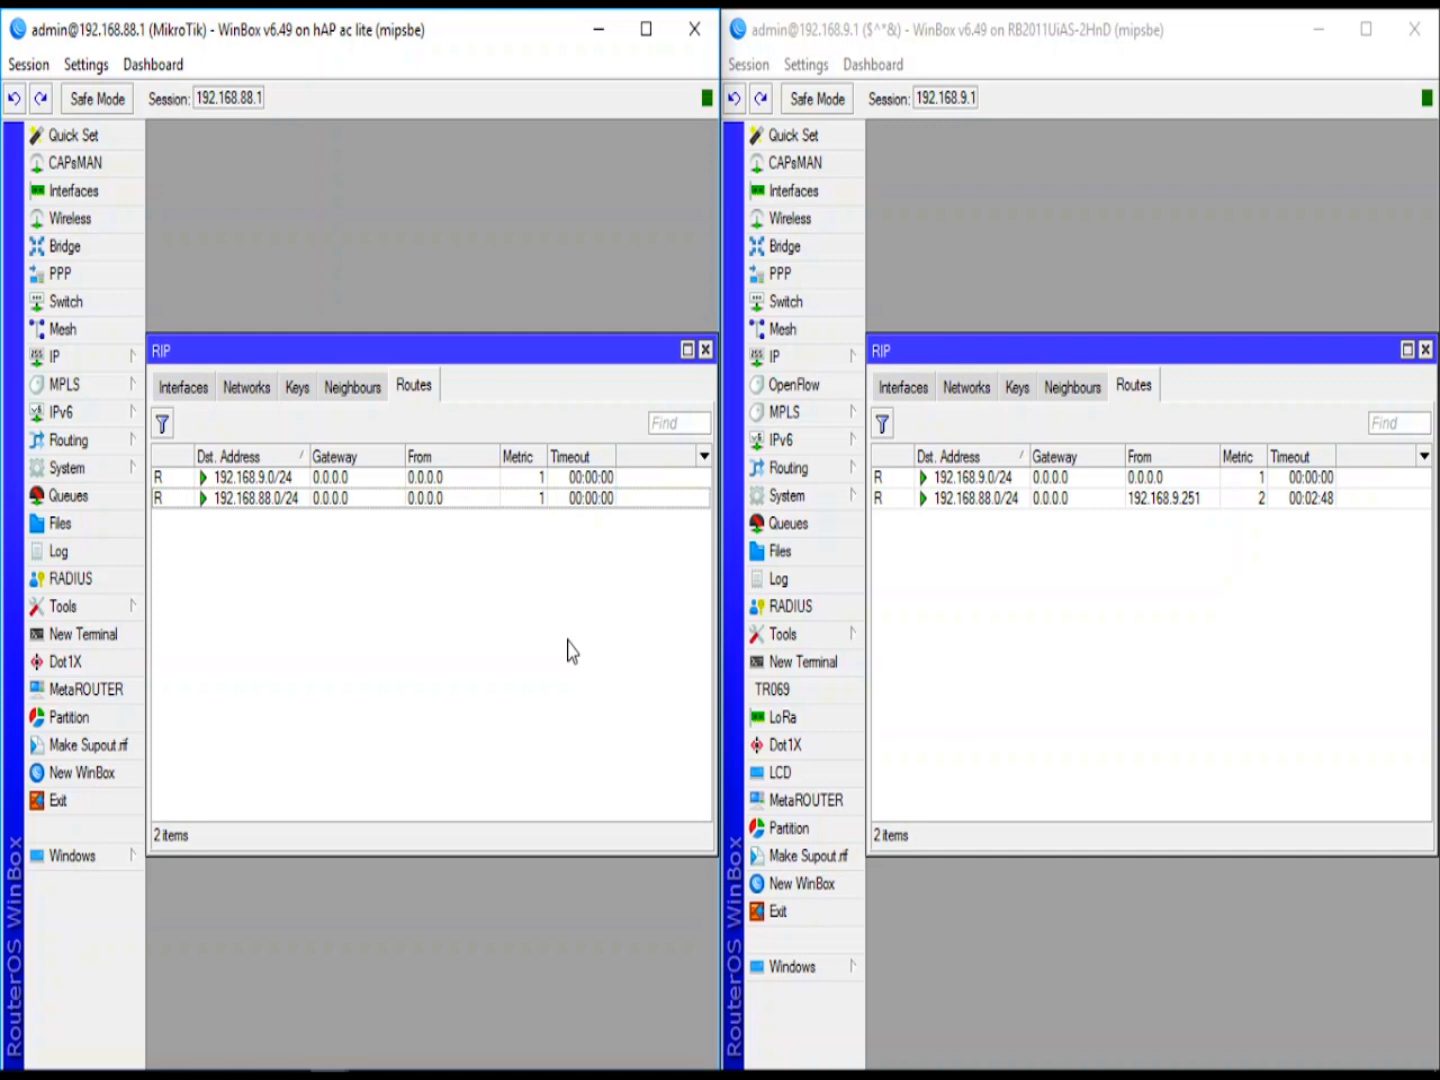 admin@192.168.88.1 (MikroTik) - WinBox v6.49 on hAP ac lite (mipsbe)
Session Settings Dashboard
Safe Mode Session: 192.168.88.1
Quick Set
CAPsMAN
Interfaces
Wireless
Bridge
PPP
Switch
Mesh
IP
MPLS
IPv6
Routing
System
Queues
Files
Log
RADIUS
Tools
New Terminal
Dot1X
MetaROUTER
Partition
Make Supout.rif
New WinBox
Exit
Windows
RouterOS WinBox
RIP
Interfaces Networks Keys Neighbours Routes
Find
Dst. Address Gateway From Metric Timeout
R 192.168.9.0/24 0.0.0.0 0.0.0.0 1 00:00:00
R 192.168.88.0/24 0.0.0.0 0.0.0.0 1 00:00:00
2 items
admin@192.168.9.1 ($^*&) - WinBox v6.49 on RB2011UiAS-2HnD (mipsbe)
Session Settings Dashboard
Safe Mode Session: 192.168.9.1
Quick Set
CAPsMAN
Interfaces
Wireless
Bridge
PPP
Switch
Mesh
IP
OpenFlow
MPLS
IPv6
Routing
System
Queues
Files
Log
RADIUS
Tools
New Terminal
TR069
LoRa
Dot1X
LCD
MetaROUTER
Partition
Make Supout.rif
New WinBox
Exit
Windows
RouterOS WinBox
RIP
Interfaces Networks Keys Neighbours Routes
Find
Dst. Address Gateway From Metric Timeout
R 192.168.9.0/24 0.0.0.0 0.0.0.0 1 00:00:00
R 192.168.88.0/24 0.0.0.0 192.168.9.251 2 00:02:48
2 items